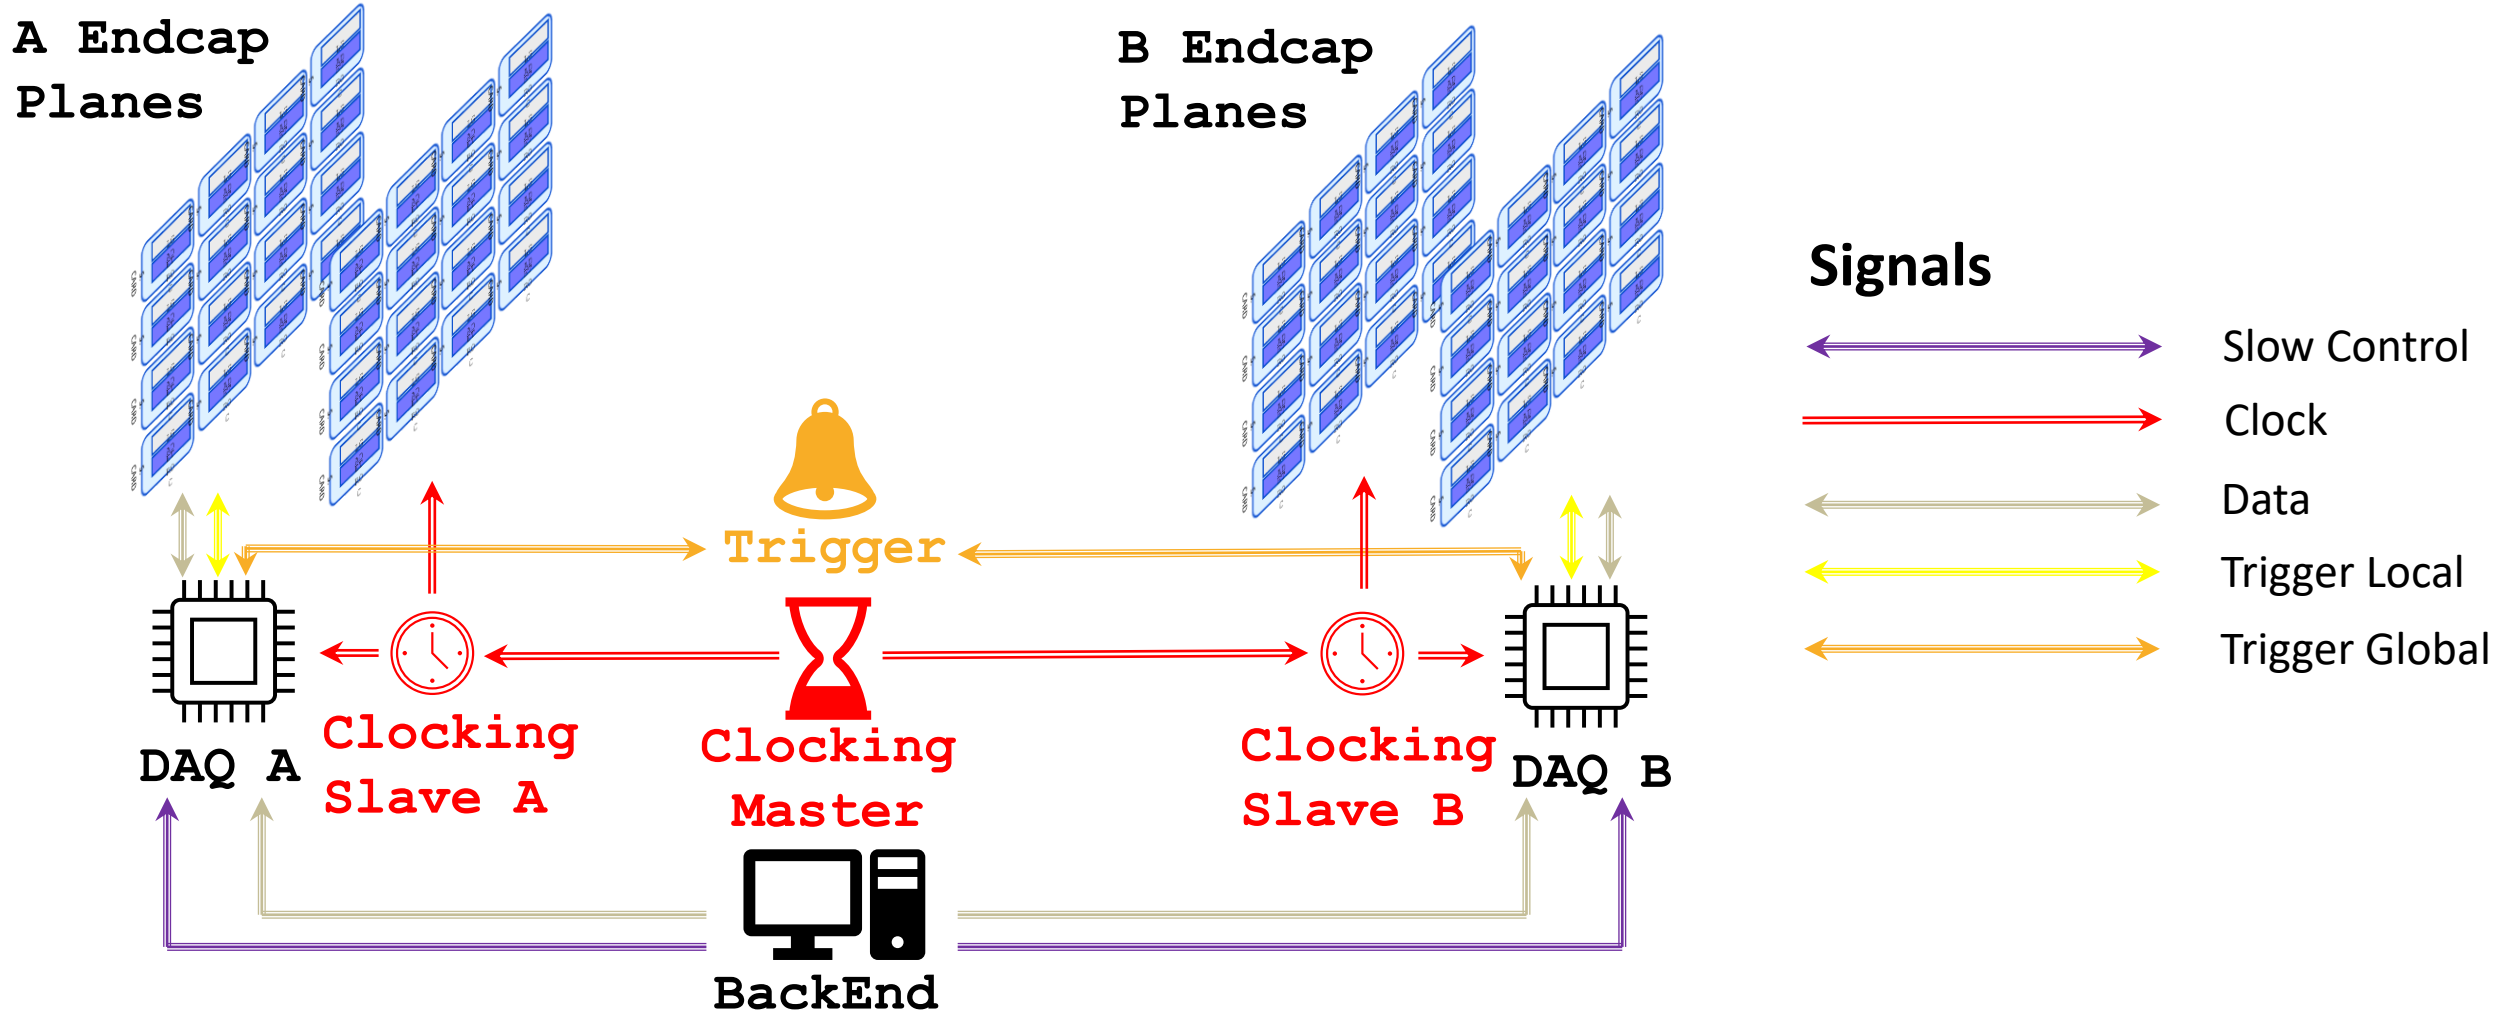 A Endcap
Planes
B Endcap
Planes
Signals
Slow Control
Clock
Data
Trigger Local
Trigger Global
Trigger
Clocking
Slave A
Clocking
Master
Clocking
Slave B
DAQ A
DAQ B
BackEnd